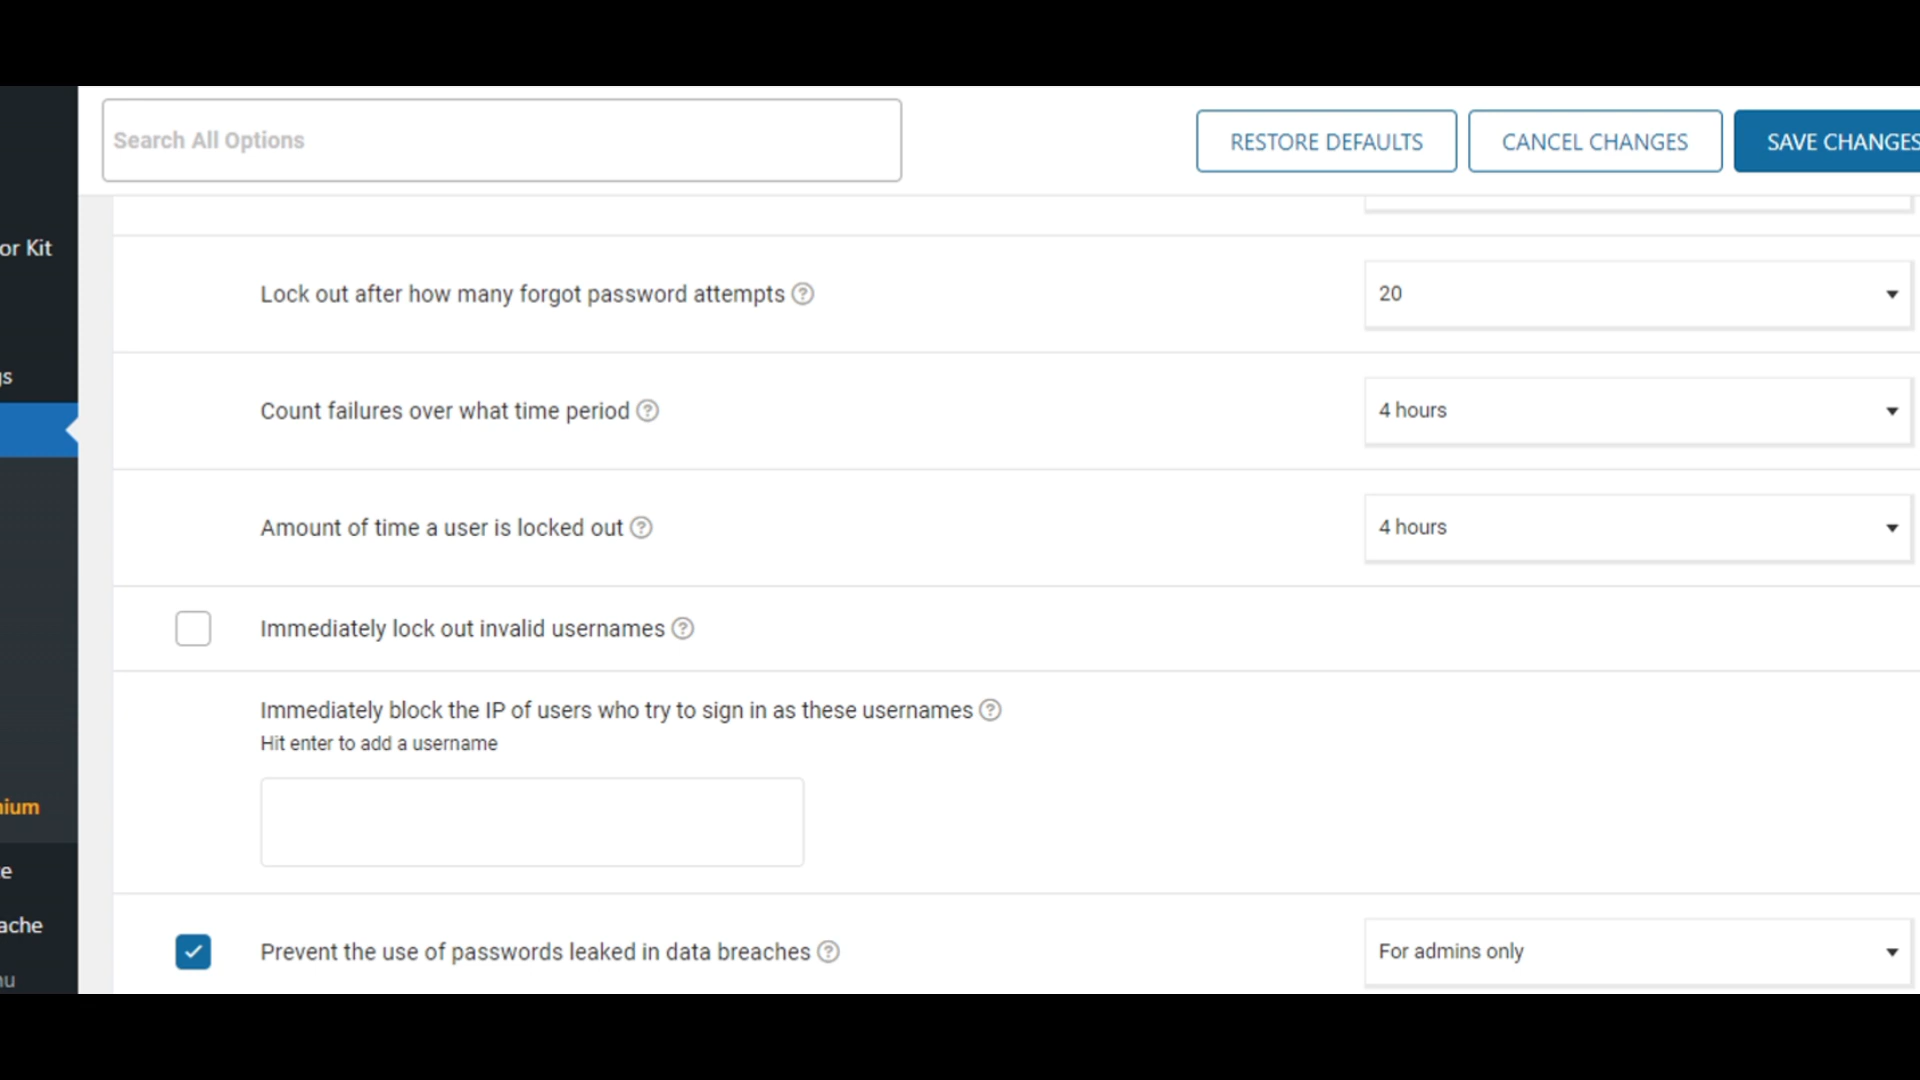 Search All Options
RESTORE DEFAULTS
CANCEL CHANGES
SAVE CHANGES
or Kit
Lock out after how many forgot password attempts
20
gs
Count failures over what time period
4 hours
Amount of time a user is locked out
4 hours
Immediately lock out invalid usernames
Immediately block the IP of users who try to sign in as these usernames
Hit enter to add a username
nium
e
ache
nu
Prevent the use of passwords leaked in data breaches
For admins only